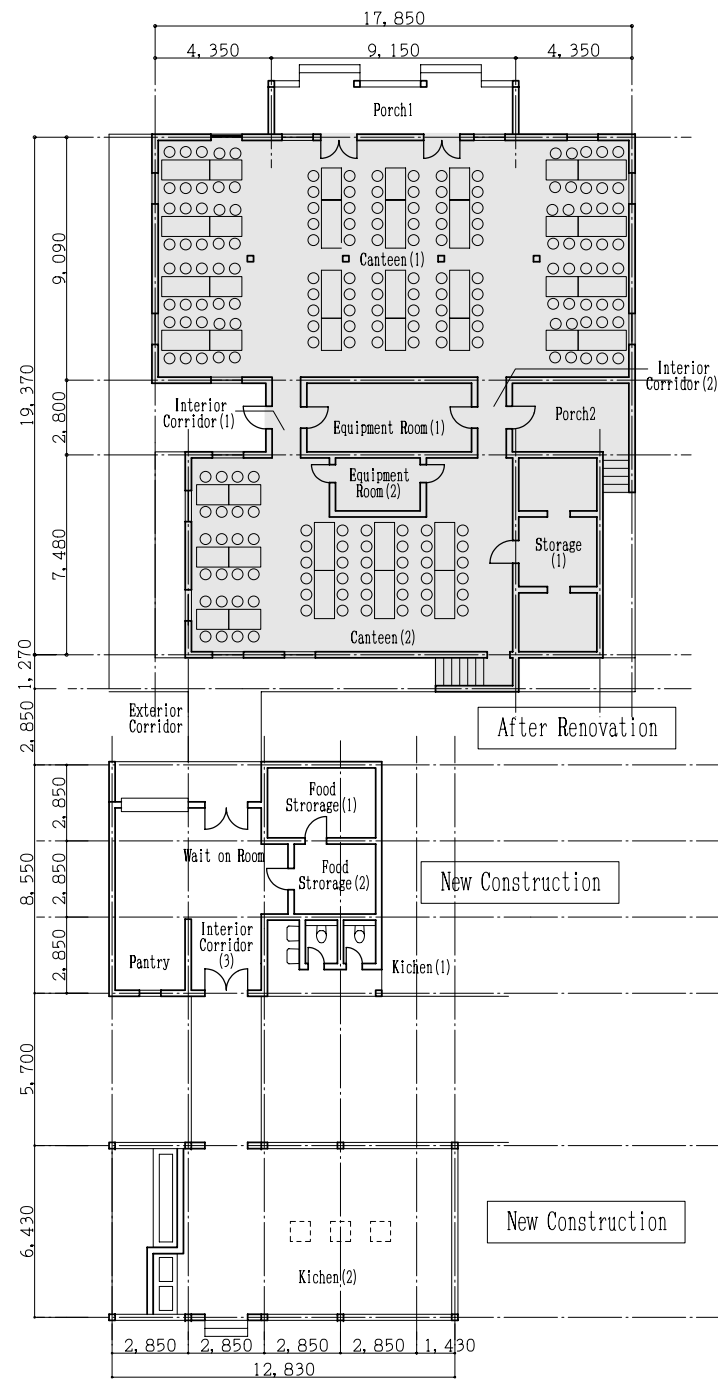 17,850
4,350
9,150
4,350
Porch1
9,090
Canteen(1)
19,370
2,800
Interior
Corridor(1)
Equipment Room(1)
Interior
Corridor(2)
Porch2
Equipment
Room(2)
7,480
Storage
(1)
Canteen(2)
1,270
Exterior
Corridor
2,850
After Renovation
2,850
Food
Strorage(1)
Wait on Room
8,550
2,850
Food
Strorage(2)
New Construction
2,850
Interior
Corridor
(3)
Pantry
Kichen(1)
5,700
6,430
New Construction
Kichen(2)
2,850
2,850
2,850
2,850
1,430
12,830